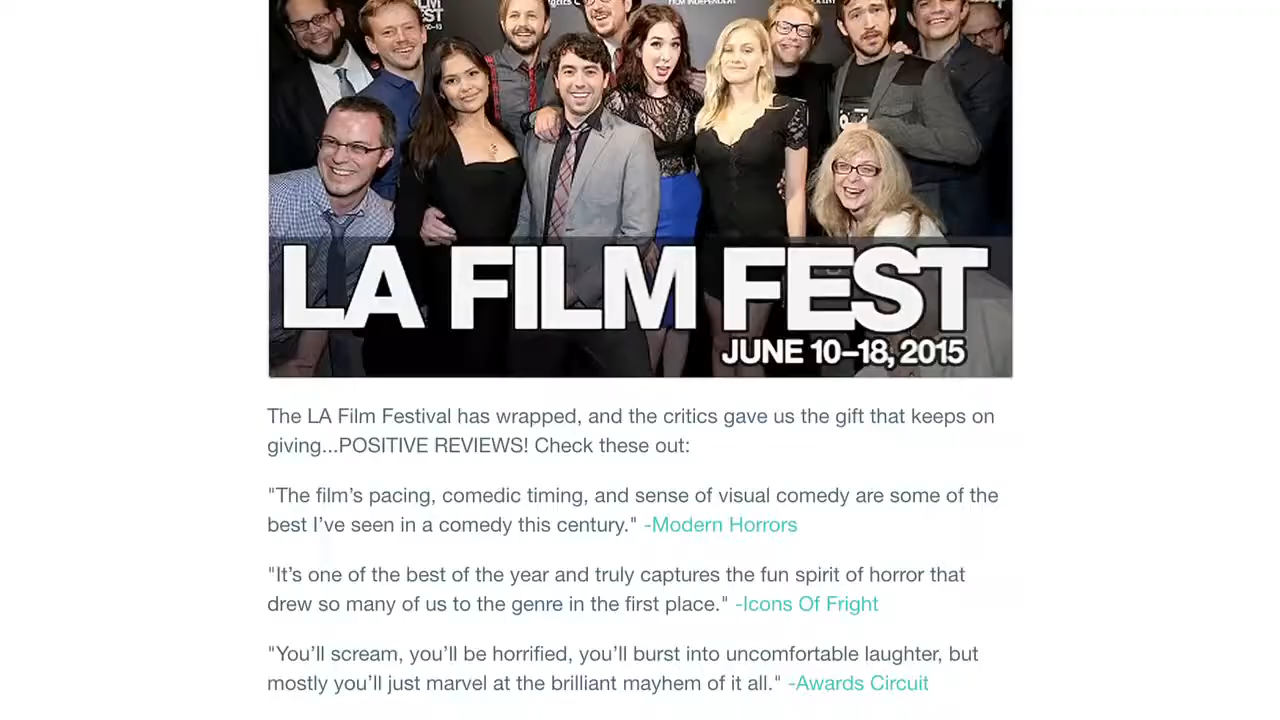 FILM
FEST
FILM INDEPENDENT
LA FILM FEST
JUNE 10–18, 2015
The LA Film Festival has wrapped, and the critics gave us the gift that keeps on
giving...POSITIVE REVIEWS! Check these out:
"The film’s pacing, comedic timing, and sense of visual comedy are some of the
best I’ve seen in a comedy this century." -Modern Horrors
"It’s one of the best of the year and truly captures the fun spirit of horror that
drew so many of us to the genre in the first place." -Icons Of Fright
"You’ll scream, you’ll be horrified, you’ll burst into uncomfortable laughter, but
mostly you’ll just marvel at the brilliant mayhem of it all." -Awards Circuit